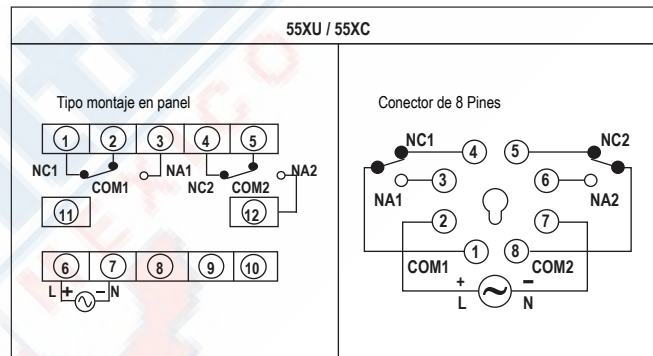 55XU / 55XC
Tipo montaje en panel
1 2 3 4 5
NC1 COM1 NA1 NC2 COM2 NA2
11 12
6 7 8 9 10
L + − N
Conector de 8 Pines
NC1 4 5 NC2
NA1 3 6 NA2
2 7
1 8
COM1 COM2
+ −
L N
MEXICO